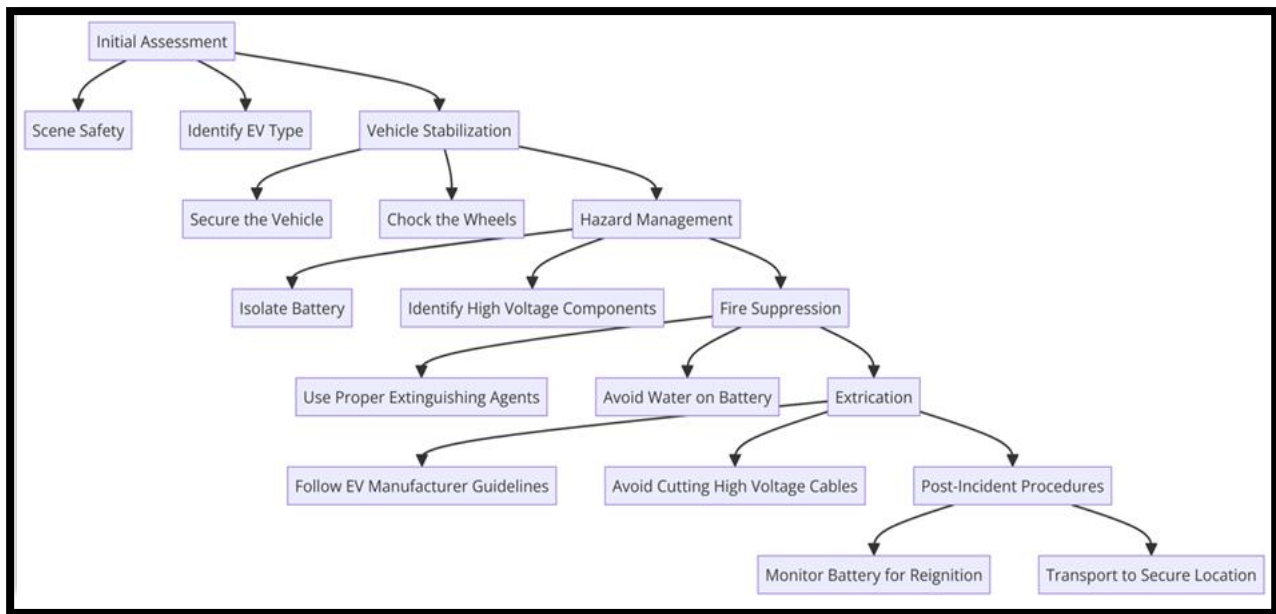 Initial Assessment
Scene Safety
Identify EV Type
Vehicle Stabilization
Secure the Vehicle
Chock the Wheels
Hazard Management
Isolate Battery
Identify High Voltage Components
Fire Suppression
Use Proper Extinguishing Agents
Avoid Water on Battery
Extrication
Follow EV Manufacturer Guidelines
Avoid Cutting High Voltage Cables
Post-Incident Procedures
Monitor Battery for Reignition
Transport to Secure Location